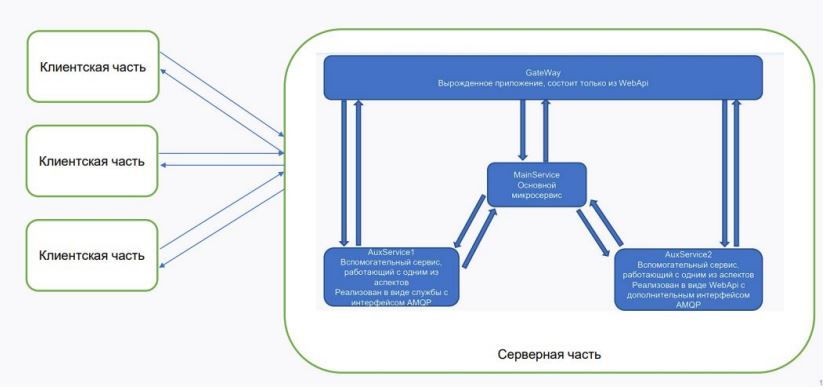 Клиентская часть
Клиентская часть
Клиентская часть
GateWay
Вырожденное приложение, состоит только из WebApi
MainService
Основной
микросервис
AuxService1
Вспомогательный сервис,
работающий с одним из
аспектов
Реализован в виде службы с
интерфейсом AMQP
AuxService2
Вспомогательный сервис,
работающий с одним из аспектов
Реализован в виде WebApi с
дополнительным интерфейсом
AMQP
Серверная часть